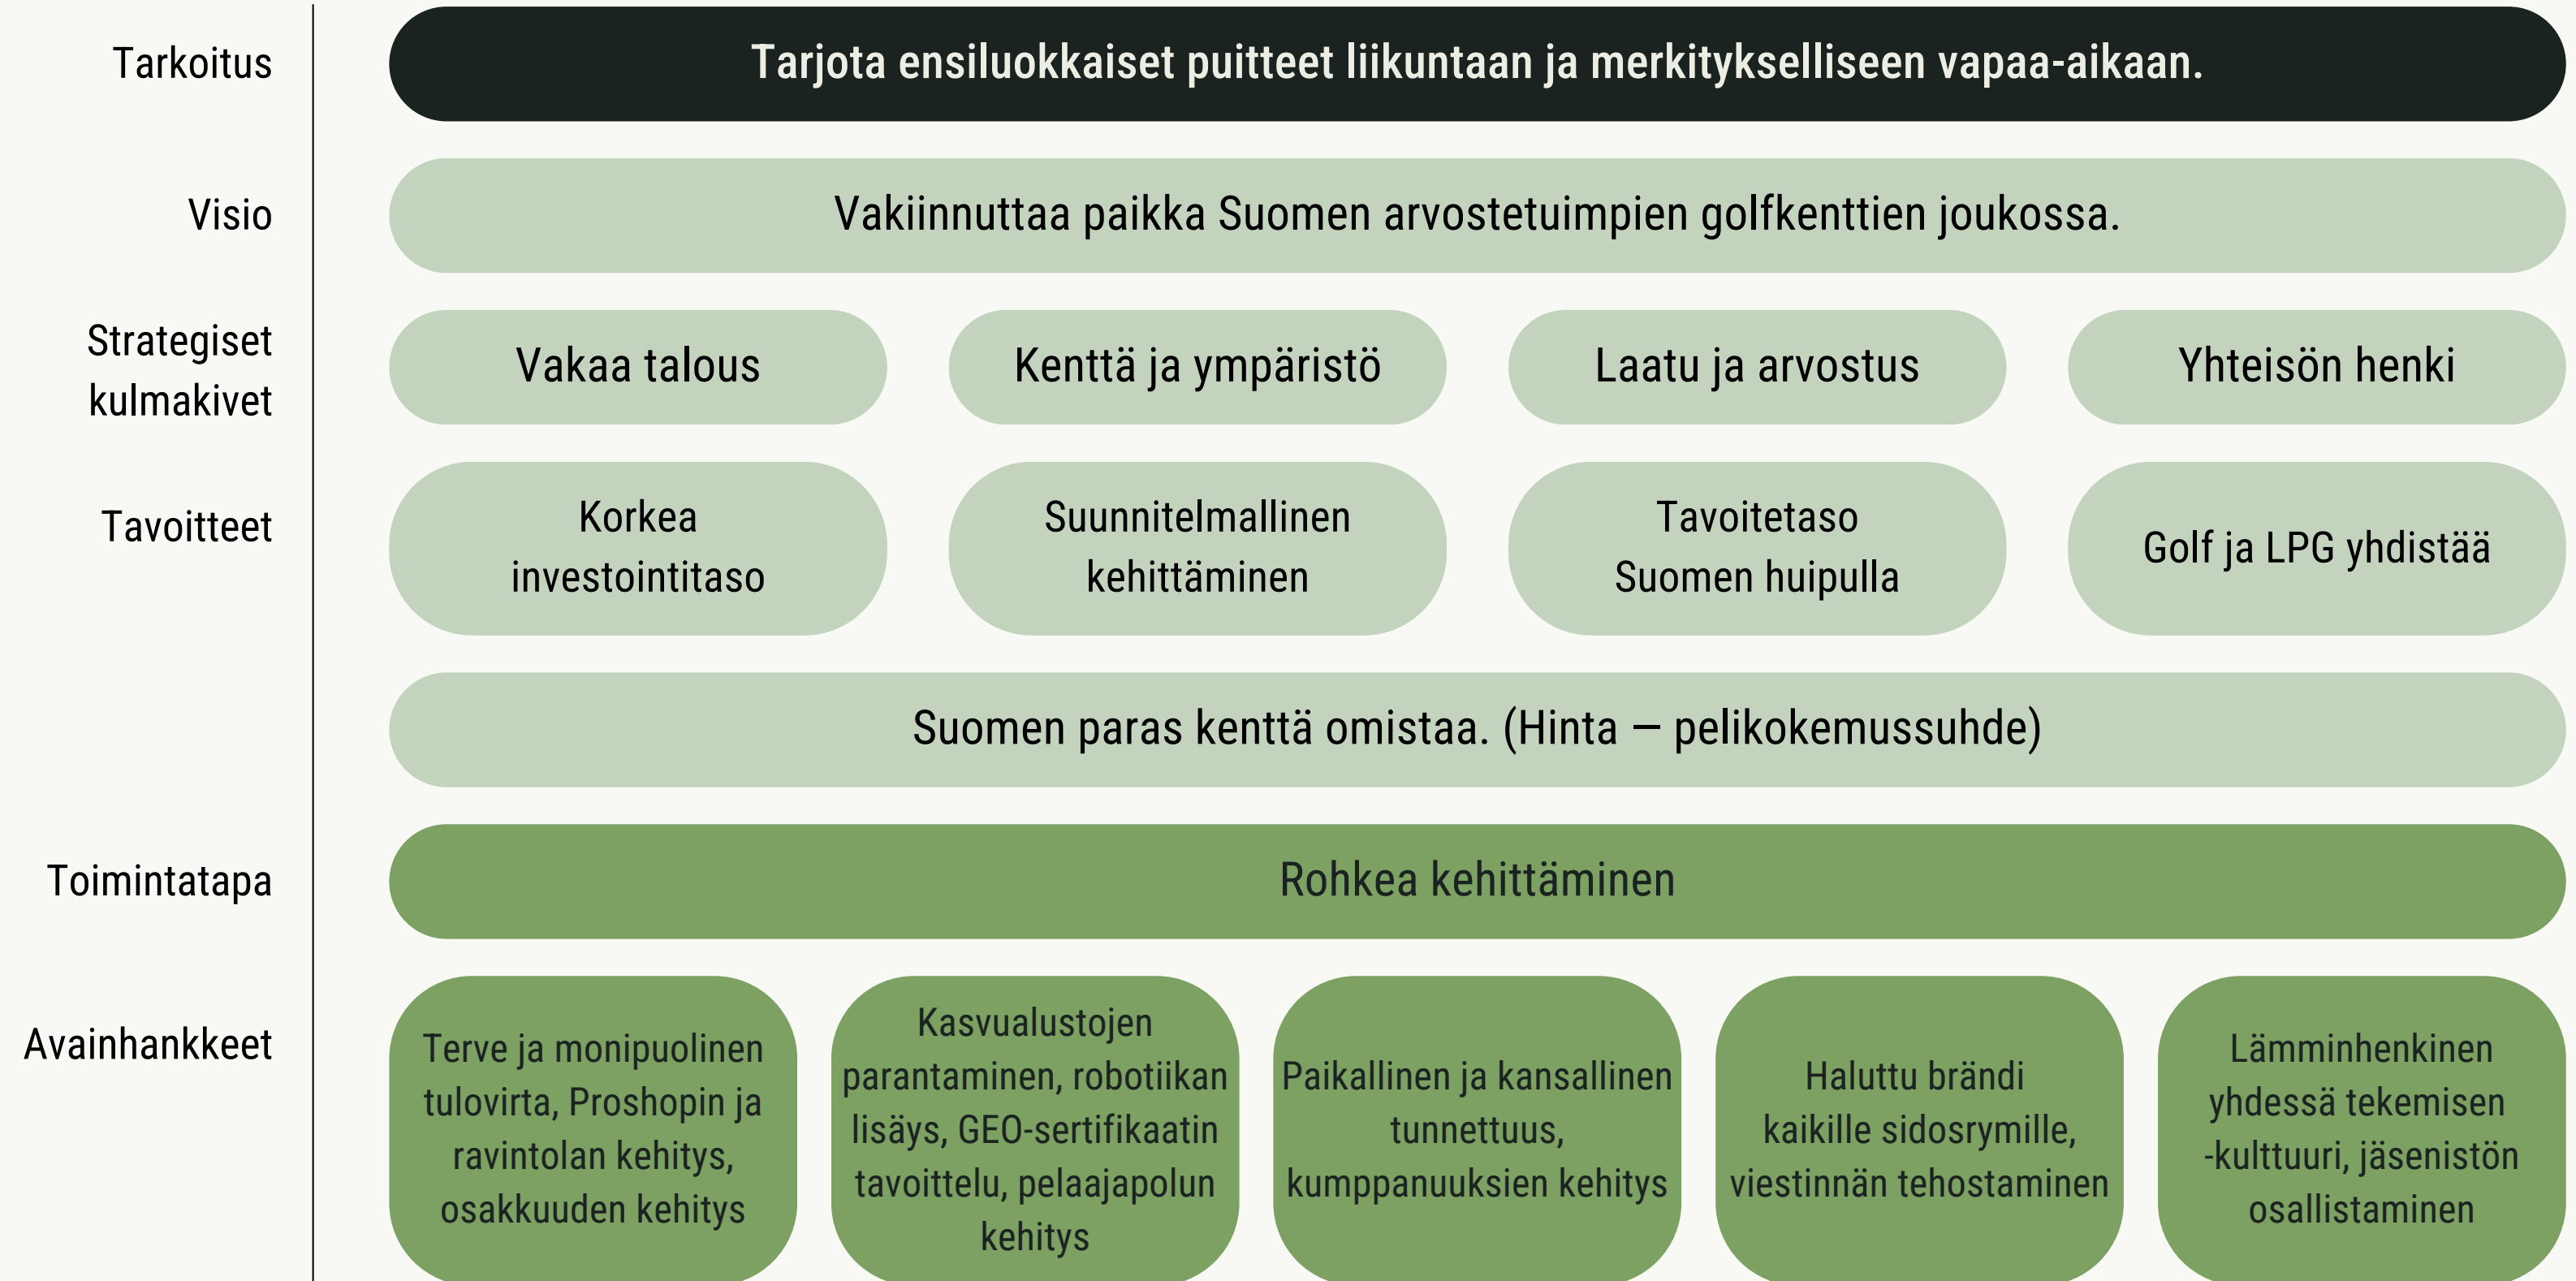 Tarkoitus
Tarjota ensiluokkaiset puitteet liikuntaan ja merkitykselliseen vapaa-aikaan.
Visio
Vakiinnuttaa paikka Suomen arvostetuimpien golfkenttien joukossa.
Strategiset
kulmakivet
Vakaa talous
Kenttä ja ympäristö
Laatu ja arvostus
Yhteisön henki
Tavoitteet
Korkea
investointitaso
Suunnitelmallinen
kehittäminen
Tavoitetaso
Suomen huipulla
Golf ja LPG yhdistää
Suomen paras kenttä omistaa. (Hinta – pelikokemussuhde)
Toimintatapa
Rohkea kehittäminen
Avainhankkeet
Terve ja monipuolinen
tulovirta, Proshopin ja
ravintolan kehitys,
osakkuuden kehitys
Kasvualustojen
parantaminen, robotiikan
lisäys, GEO-sertifikaatin
tavoittelu, pelaajapolun
kehitys
Paikallinen ja kansallinen
tunnettuus,
kumppanuuksien kehitys
Haluttu brändi
kaikille sidosrymille,
viestinnän tehostaminen
Lämminhenkinen
yhdessä tekemisen
-kulttuuri, jäsenistön
osallistaminen